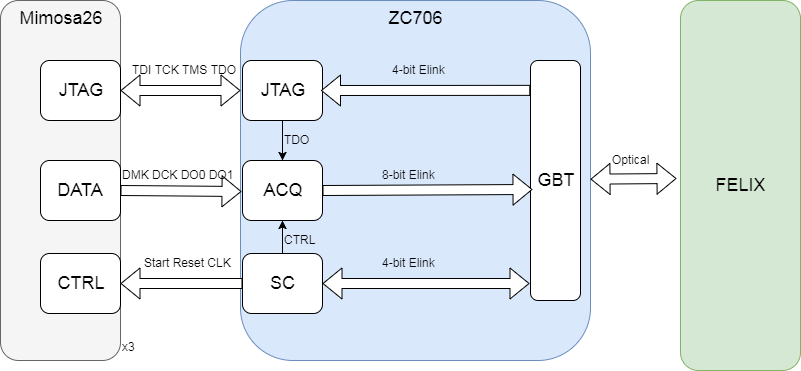 Mimosa26
ZC706
JTAG
TDI TCK TMS TDO
JTAG
4-bit Elink
TDO
DATA
DMK DCK DO0 DO1
ACQ
8-bit Elink
GBT
Optical
FELIX
CTRL
CTRL
Start Reset CLK
SC
4-bit Elink
x3